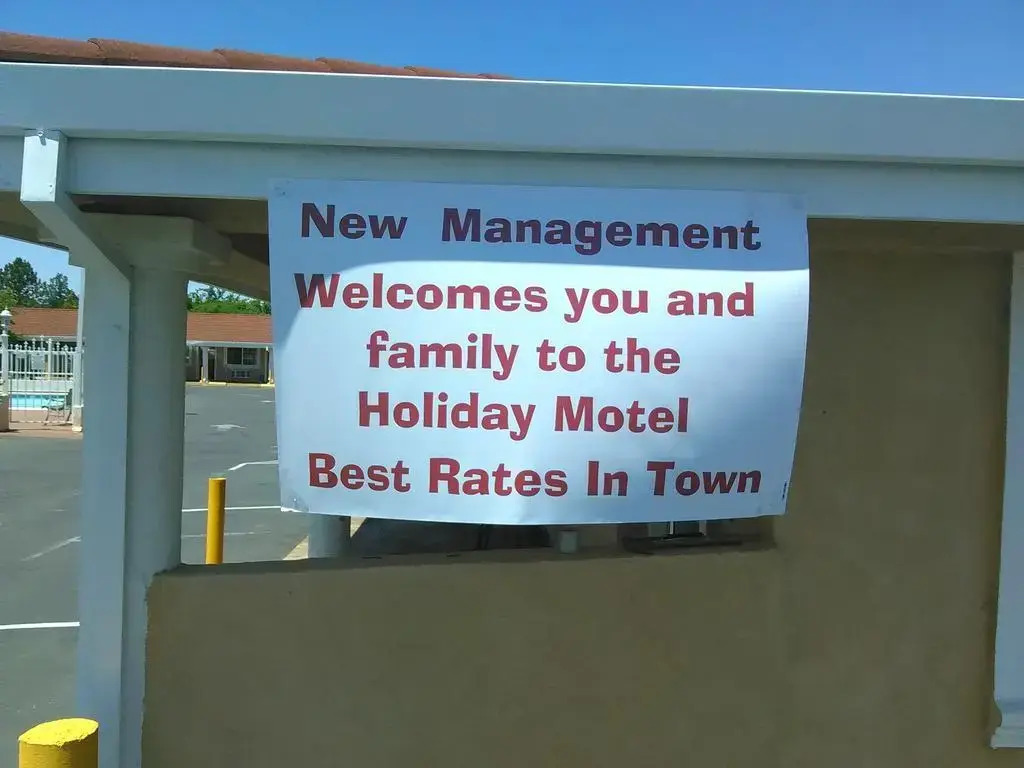 New Management
Welcomes you and
family to the
Holiday Motel
Best Rates In Town